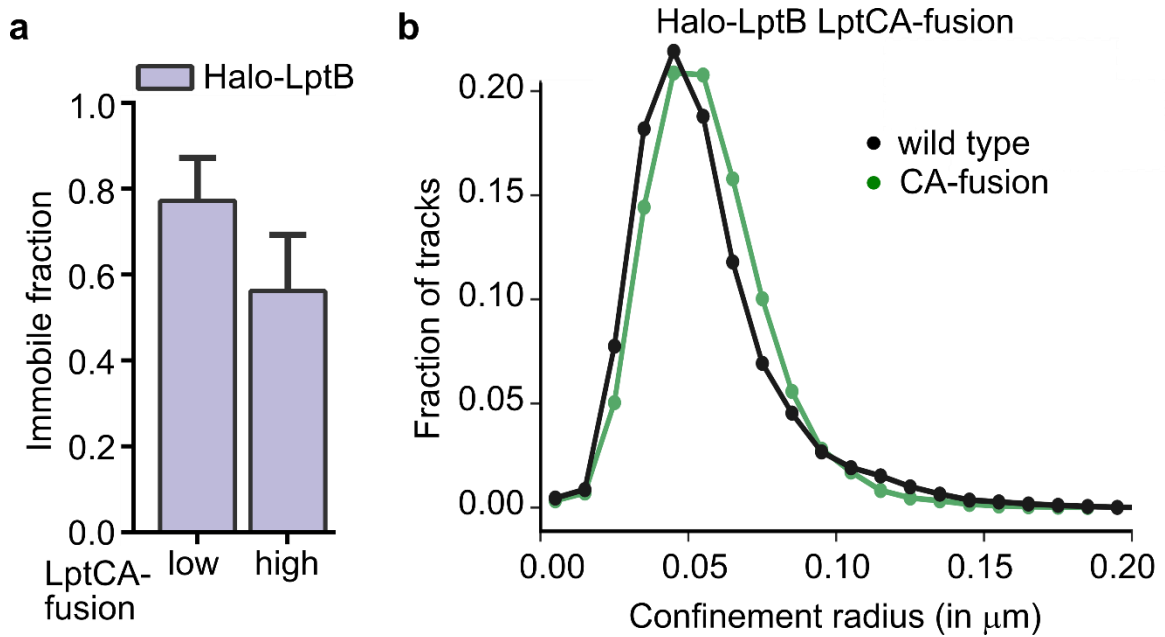 a
Halo-LptB
Immobile fraction
1.0
0.8
0.6
0.4
0.2
0.0
low high
LptCA-
fusion
b
Halo-LptB LptCA-fusion
wild type
CA-fusion
Fraction of tracks
0.20
0.15
0.10
0.05
0.00
0.00 0.05 0.10 0.15 0.20
Confinement radius (in μm)